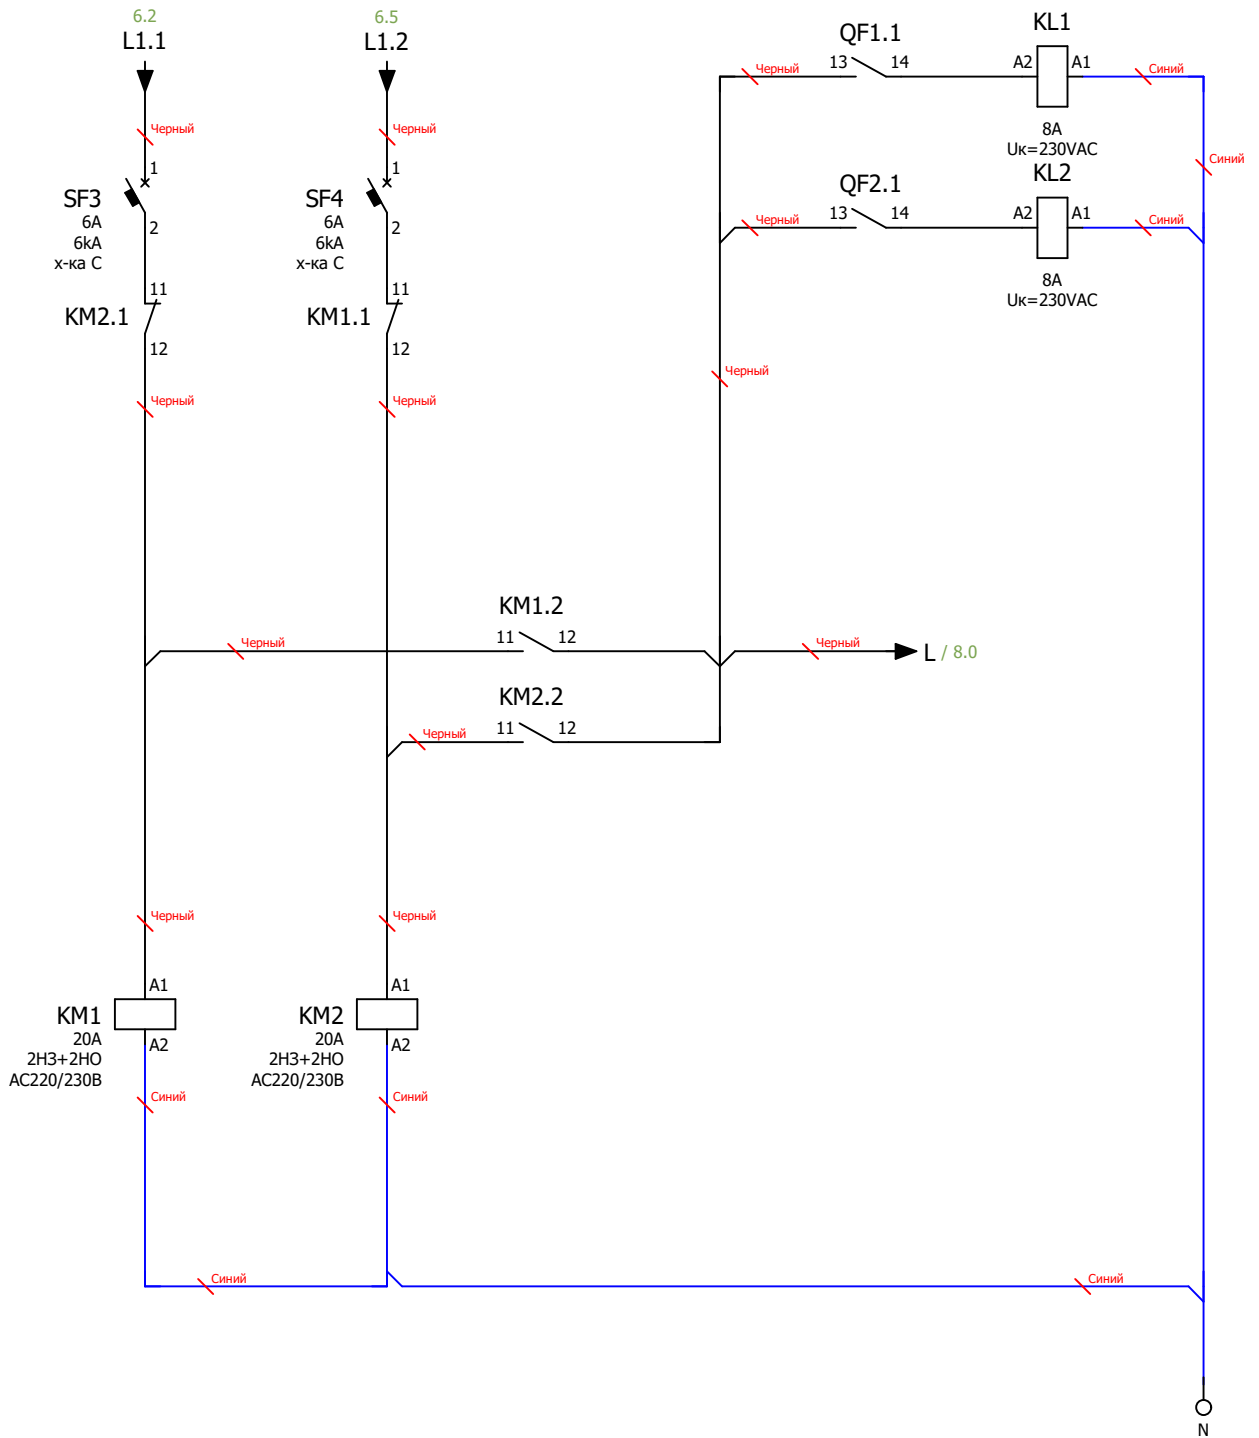 6.2
L1.1
6.5
L1.2
QF1.1
KL1
Черный
13
14
A2
A1
Синий
8A
Uк=230VAC
Черный
Черный
Синий
1
SF3
6A
6kA
х-ка C
2
1
SF4
6A
6kA
х-ка C
2
QF2.1
KL2
Черный
13
14
A2
A1
Синий
8A
Uк=230VAC
11
KM2.1
12
11
KM1.1
12
Черный
Черный
Черный
KM1.2
11
12
Черный
Черный
L / 8.0
KM2.2
11
12
Черный
Черный
Черный
A1
KM1
20A
A2
2НЗ+2НО
AC220/230В
A1
KM2
20A
A2
2НЗ+2НО
AC220/230В
Синий
Синий
Синий
Синий
N